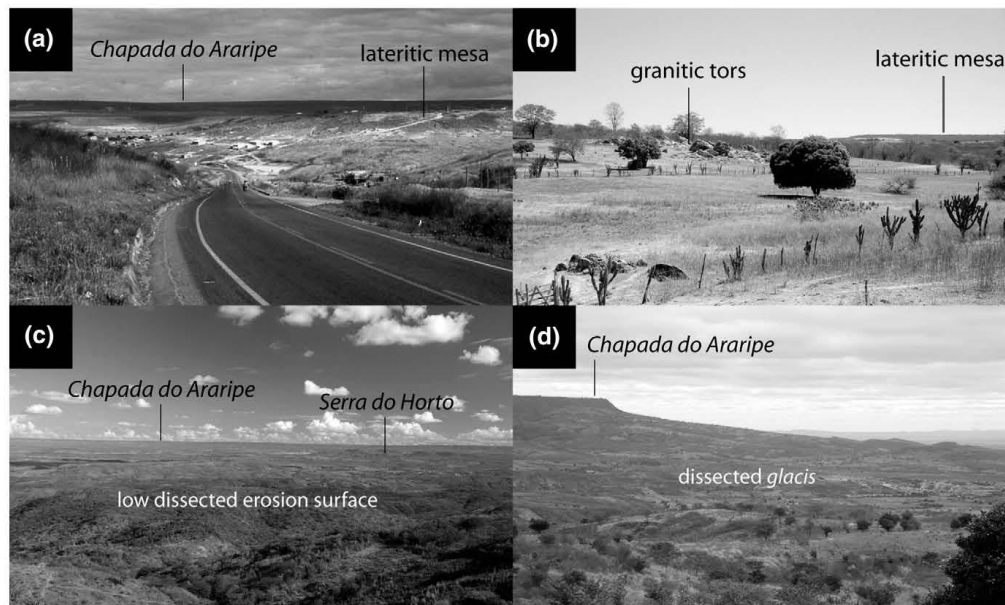 (a)
Chapada do Araripe
lateritic mesa
(b)
granitic tors
lateritic mesa
(c)
Chapada do Araripe
Serra do Horto
low dissected erosion surface
(d)
Chapada do Araripe
dissected glacis